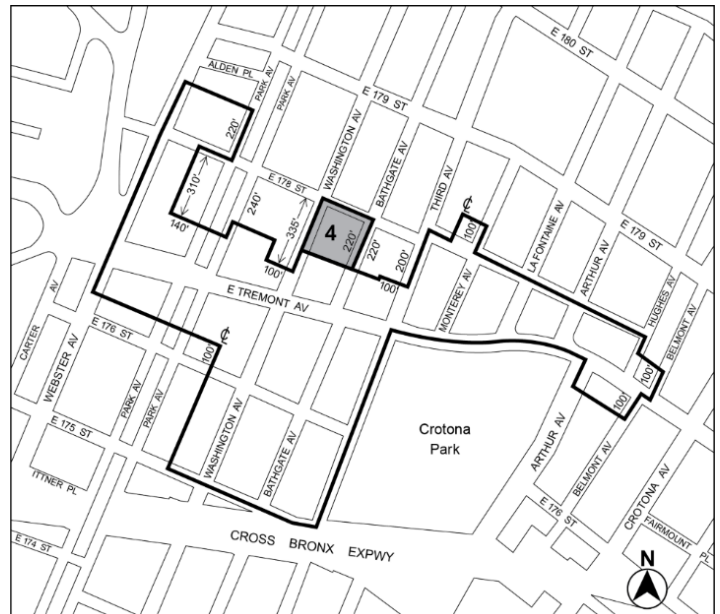 E 180 ST
ALDEN PL
PARK AV
PARK AV
E 179 ST
220'
WASHINGTON AV
BATHGATE AV
THIRD AV
E 178 ST
310'
240'
335'
4
220'
220'
200'
140'
100'
100'
℄
100'
LA FONTAINE AV
ARTHUR AV
E 179 ST
HUGHES AV
BELMONT AV
E TREMONT AV
MONTEREY AV
CARTER AV
WEBSTER AV
E 176 ST
PARK AV
PARK AV
℄
100'
100'
100'
E 175 ST
WASHINGTON AV
BATHGATE AV
Crotona
Park
ARTHUR AV
BELMONT AV
CROTONA AV
ITTNER PL
E 174 ST
E 176 ST
FAIRMOUNT PL
CROSS BRONX EXPWY
N